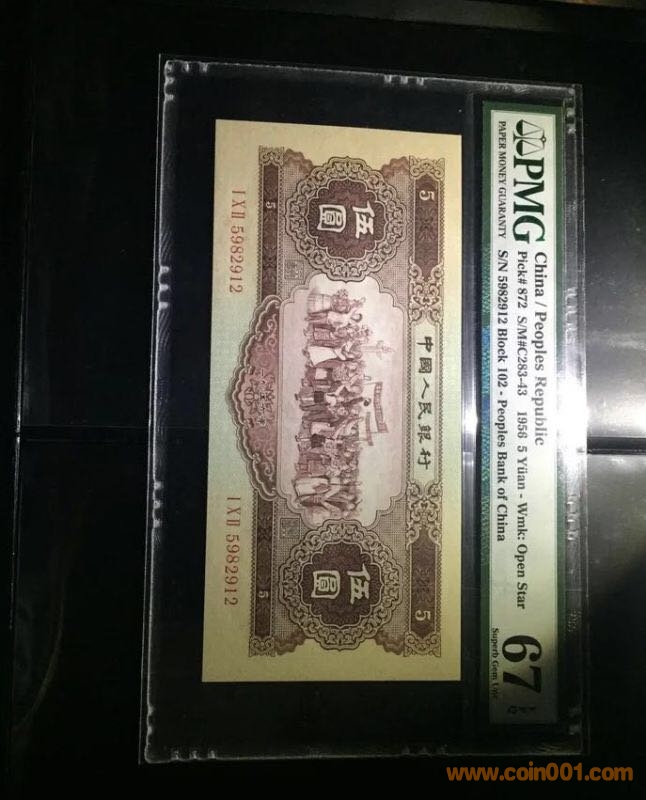 PMG
PAPER MONEY GUARANTY
China / Peoples Republic
Pick# 872 S/M#C283-43 1956 5 Yüan - Wmk: Open Star
S/N 5982912 Block 102 - Peoples Bank of China
67
EPQ
Superb Gem Unc
中國人民銀行
5
5
伍圓
伍圓
5
5
I X II 5982912
I X II 5982912
www.coin001.com